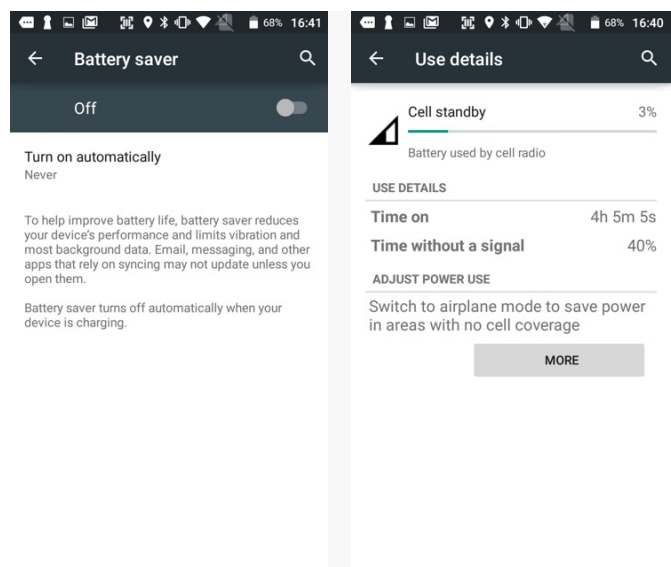 68% 16:41
Battery saver
Off
Turn on automatically
Never
To help improve battery life, battery saver reduces
your device's performance and limits vibration and
most background data. Email, messaging, and other
apps that rely on syncing may not update unless you
open them.
Battery saver turns off automatically when your
device is charging.
68% 16:40
Use details
Cell standby 3%
Battery used by cell radio
USE DETAILS
Time on 4h 5m 5s
Time without a signal 40%
ADJUST POWER USE
Switch to airplane mode to save power
in areas with no cell coverage
MORE